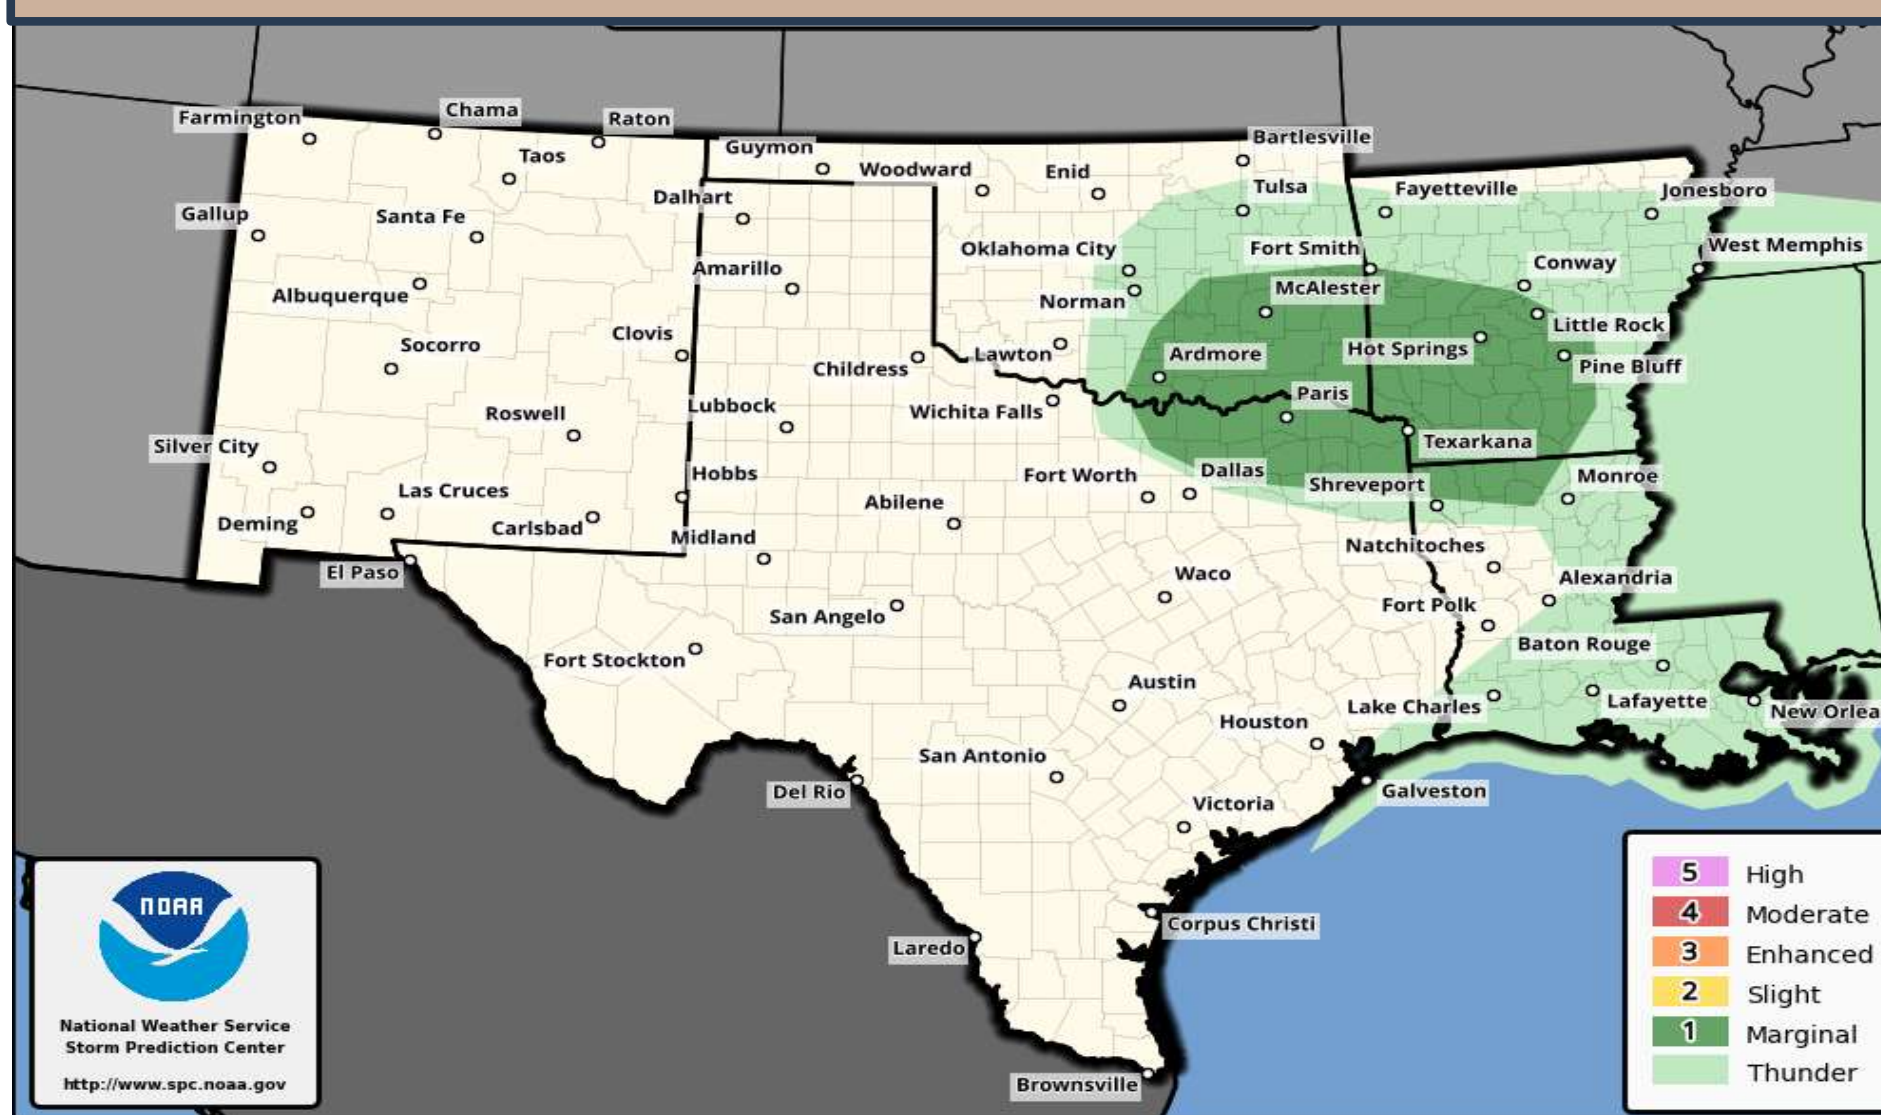 Farmington
Chama
Raton
Taos
Guymon
Woodward
Enid
Bartlesville
Tulsa
Fayetteville
Jonesboro
Dalhart
Gallup
Santa Fe
Oklahoma City
Fort Smith
Conway
West Memphis
Amarillo
Albuquerque
Norman
McAlester
Little Rock
Socorro
Clovis
Childress
Lawton
Ardmore
Hot Springs
Pine Bluff
Roswell
Lubbock
Wichita Falls
Paris
Texarkana
Silver City
Hobbs
Fort Worth
Dallas
Shreveport
Monroe
Las Cruces
Deming
Carlsbad
Abilene
Midland
Natchitoches
El Paso
Waco
Alexandria
San Angelo
Fort Polk
Fort Stockton
Baton Rouge
Austin
Lake Charles
Lafayette
New Orlea
Houston
San Antonio
Del Rio
Galveston
Victoria
Corpus Christi
Laredo
Brownsville
NOAA
National Weather Service
Storm Prediction Center
http://www.spc.noaa.gov
5 High
4 Moderate
3 Enhanced
2 Slight
1 Marginal
Thunder